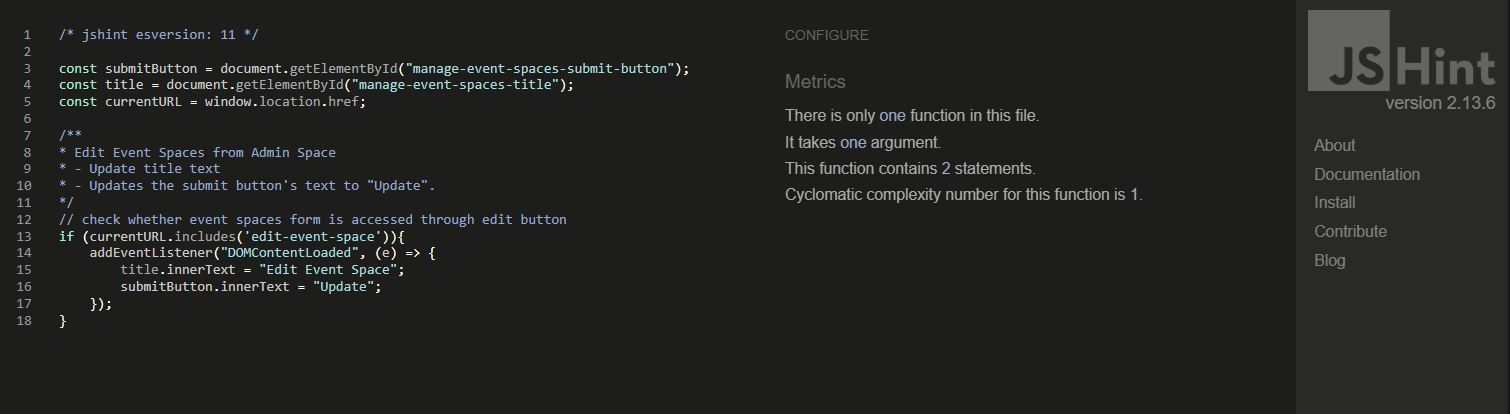 1 /* jshint esversion: 11 */
2
3 const submitButton = document.getElementById("manage-event-spaces-submit-button");
4 const title = document.getElementById("manage-event-spaces-title");
5 const currentURL = window.location.href;
6
7 /**
8 * Edit Event Spaces from Admin Space
9 * - Update title text
10 * - Updates the submit button's text to "Update".
11 */
12 // check whether event spaces form is accessed through edit button
13 if (currentURL.includes('edit-event-space')){
14     addEventListener("DOMContentLoaded", (e) => {
15         title.innerText = "Edit Event Space";
16         submitButton.innerText = "Update";
17     });
18 }
CONFIGURE
Metrics
There is only one function in this file.
It takes one argument.
This function contains 2 statements.
Cyclomatic complexity number for this function is 1.
JSHint
version 2.13.6
About
Documentation
Install
Contribute
Blog